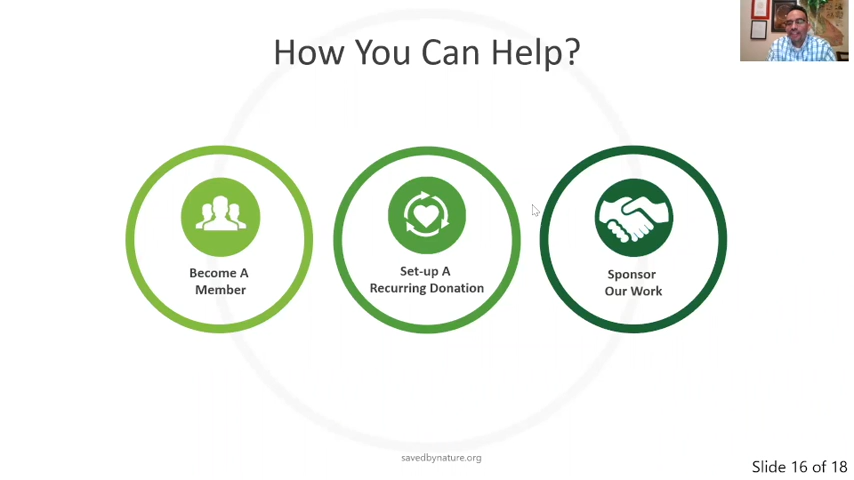 How You Can Help?
Become A
Member
Set-up A
Recurring Donation
Sponsor
Our Work
savedbynature.org
Slide 16 of 18